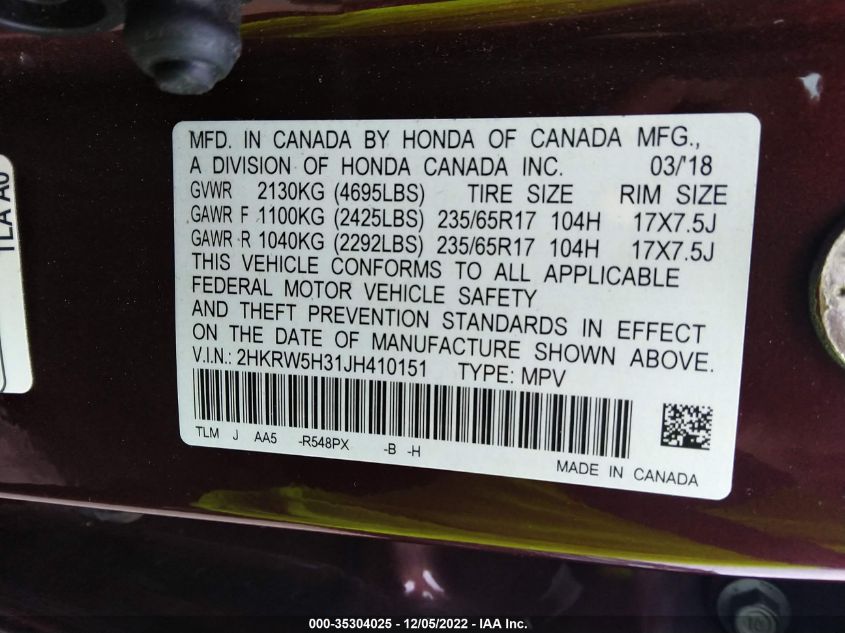 MFD. IN CANADA BY HONDA OF CANADA MFG.,
A DIVISION OF HONDA CANADA INC. 03/'18
GVWR 2130KG (4695LBS) TIRE SIZE RIM SIZE
GAWR F 1100KG (2425LBS) 235/65R17 104H 17X7.5J
GAWR R 1040KG (2292LBS) 235/65R17 104H 17X7.5J
THIS VEHICLE CONFORMS TO ALL APPLICABLE
FEDERAL MOTOR VEHICLE SAFETY
AND THEFT PREVENTION STANDARDS IN EFFECT
ON THE DATE OF MANUFACTURE SHOWN ABOVE.
V.I.N.: 2HKRW5H31JH410151 TYPE: MPV
TLM J AA5 -R548PX -B -H
MADE IN CANADA
TLA A0
000-35304025 - 12/05/2022 - IAA Inc.